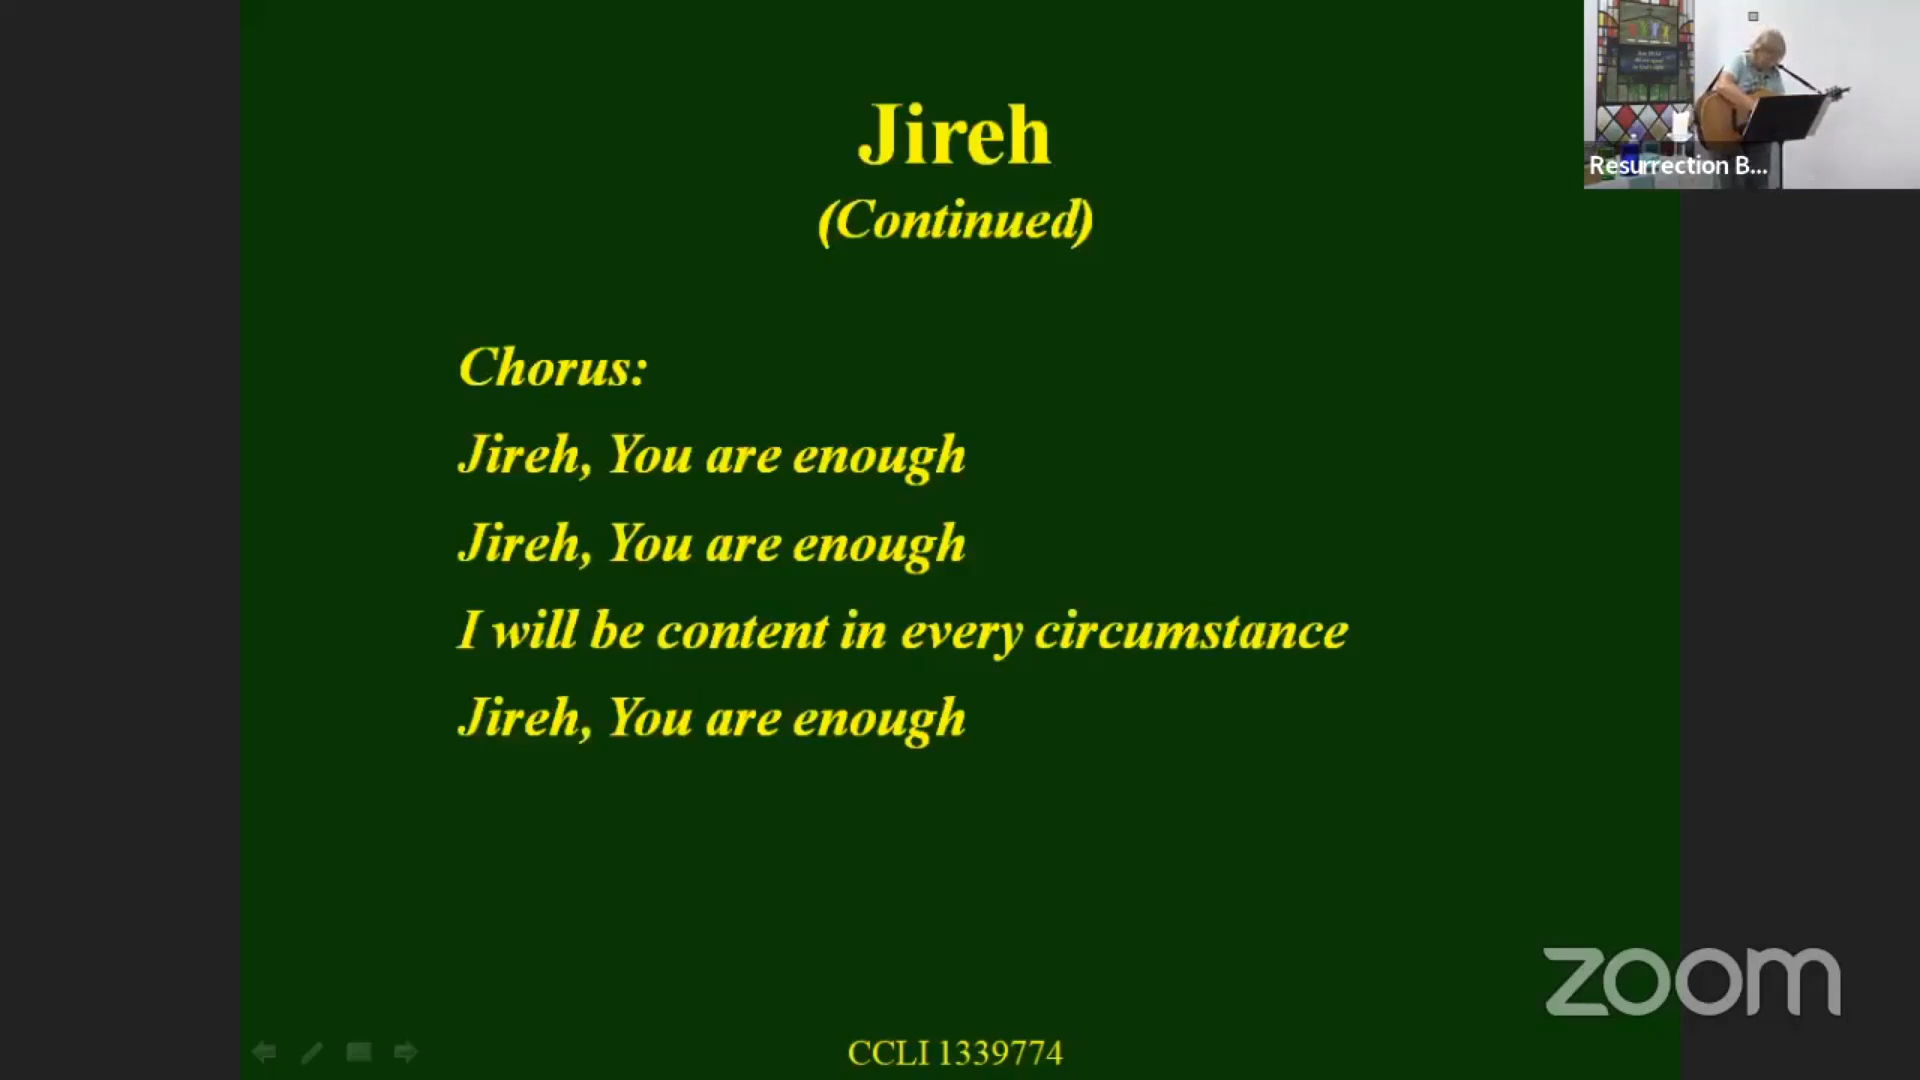 Jireh
(Continued)
Chorus:
Jireh, You are enough
Jireh, You are enough
I will be content in every circumstance
Jireh, You are enough
CCLI 1339774
Resurrection B...
zoom